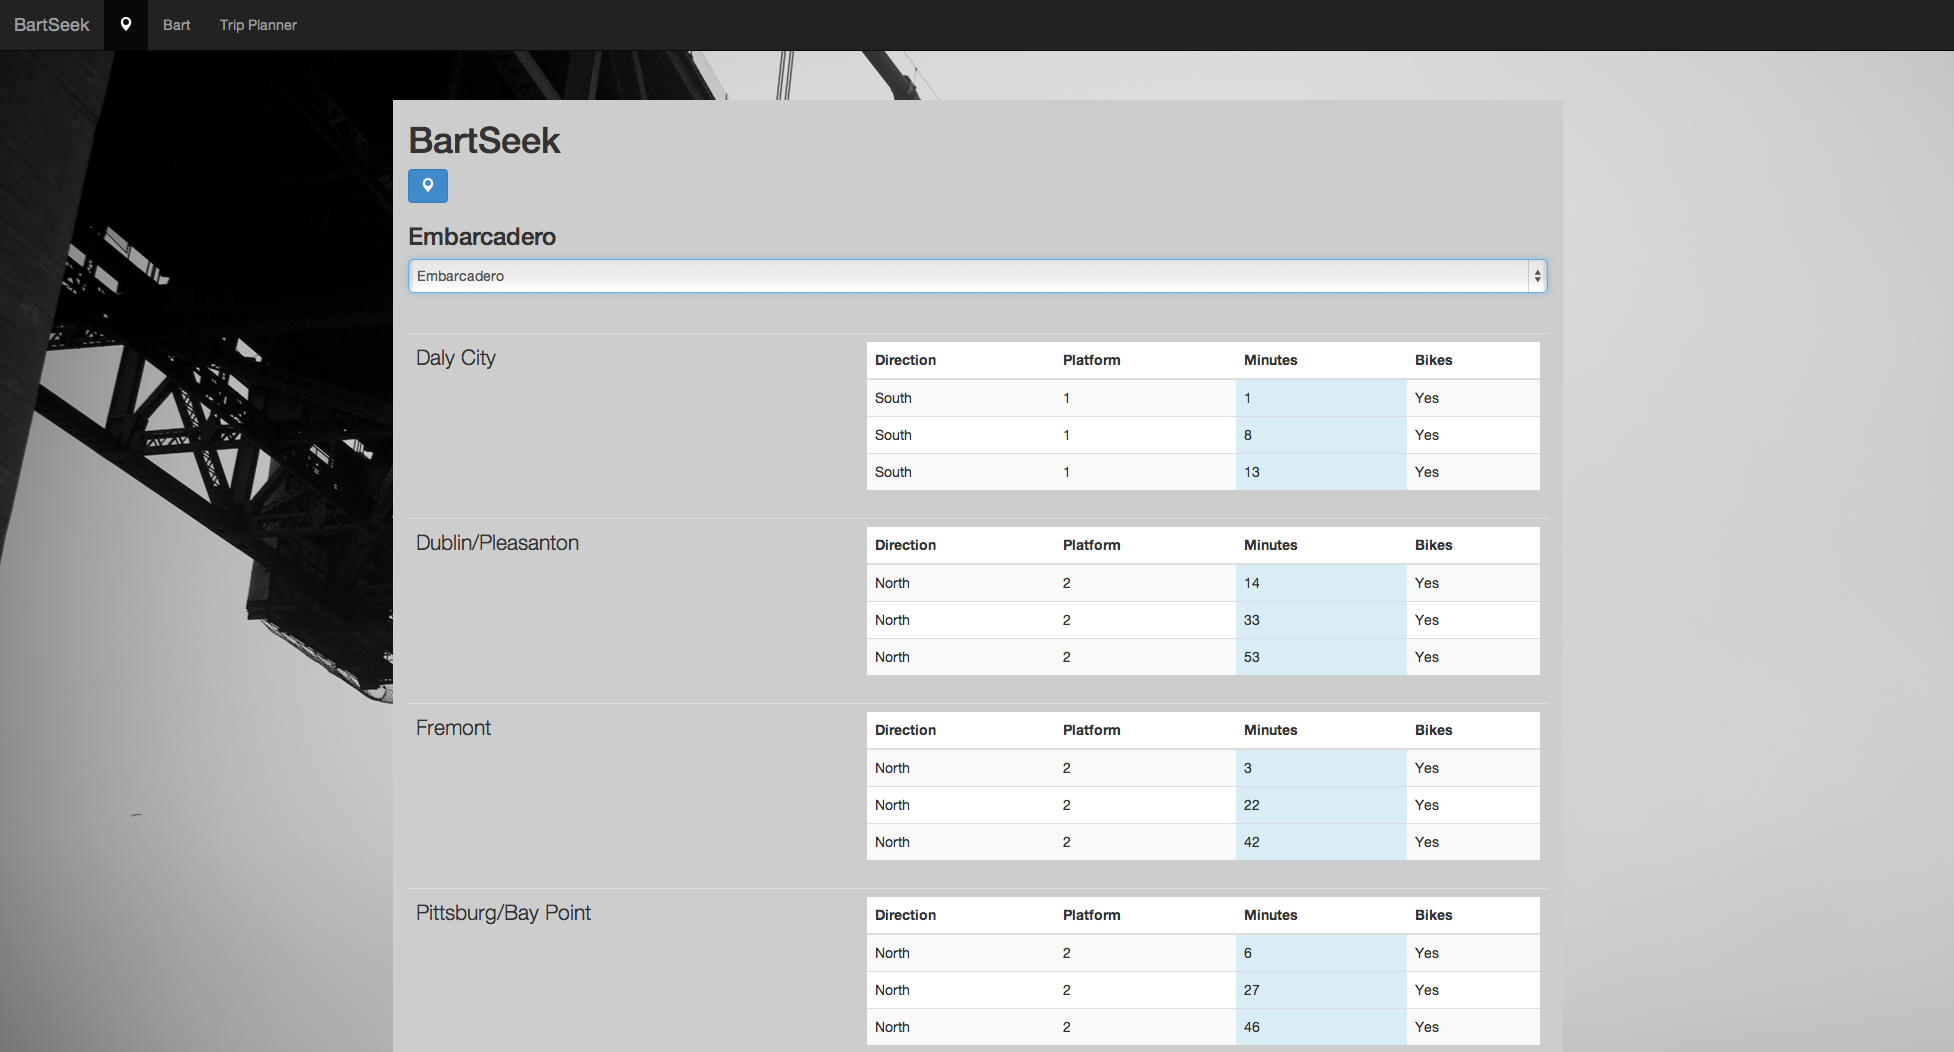 BartSeek Bart Trip Planner
BartSeek
Embarcadero
Embarcadero
Daly City
Direction Platform Minutes Bikes
South 1 1 Yes
South 1 8 Yes
South 1 13 Yes
Dublin/Pleasanton
Direction Platform Minutes Bikes
North 2 14 Yes
North 2 33 Yes
North 2 53 Yes
Fremont
Direction Platform Minutes Bikes
North 2 3 Yes
North 2 22 Yes
North 2 42 Yes
Pittsburg/Bay Point
Direction Platform Minutes Bikes
North 2 6 Yes
North 2 27 Yes
North 2 46 Yes